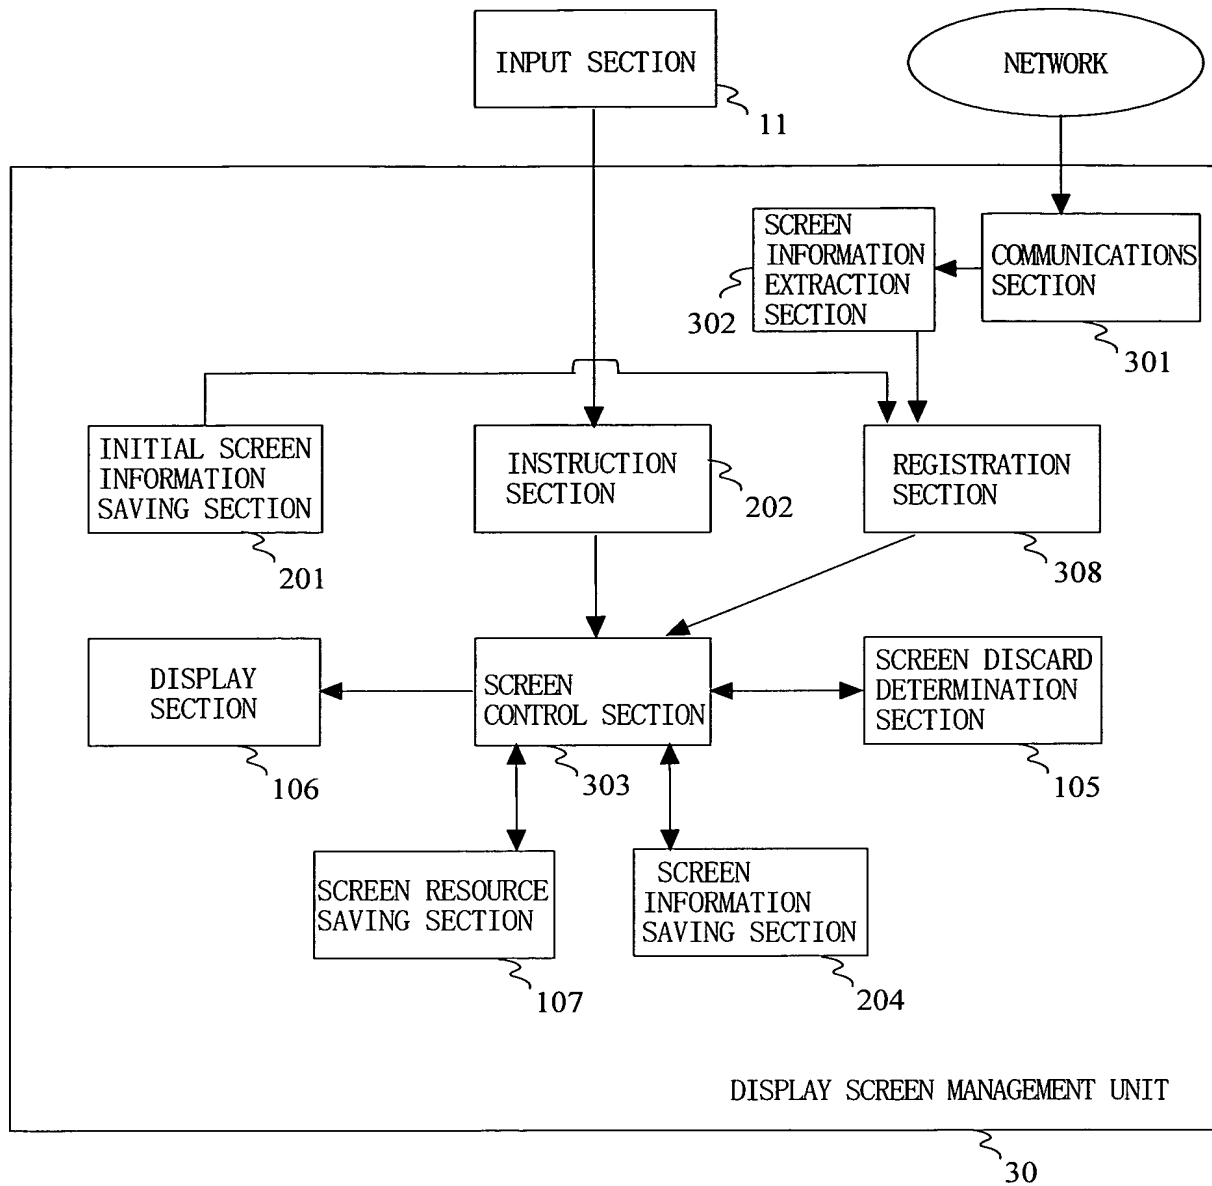 INPUT SECTION
11
NETWORK
SCREEN
INFORMATION
EXTRACTION
SECTION
302
COMMUNICATIONS
SECTION
301
INITIAL SCREEN
INFORMATION
SAVING SECTION
201
INSTRUCTION
SECTION
202
REGISTRATION
SECTION
308
DISPLAY
SECTION
106
SCREEN
CONTROL SECTION
303
SCREEN DISCARD
DETERMINATION
SECTION
105
SCREEN RESOURCE
SAVING SECTION
107
SCREEN
INFORMATION
SAVING SECTION
204
DISPLAY SCREEN MANAGEMENT UNIT
30